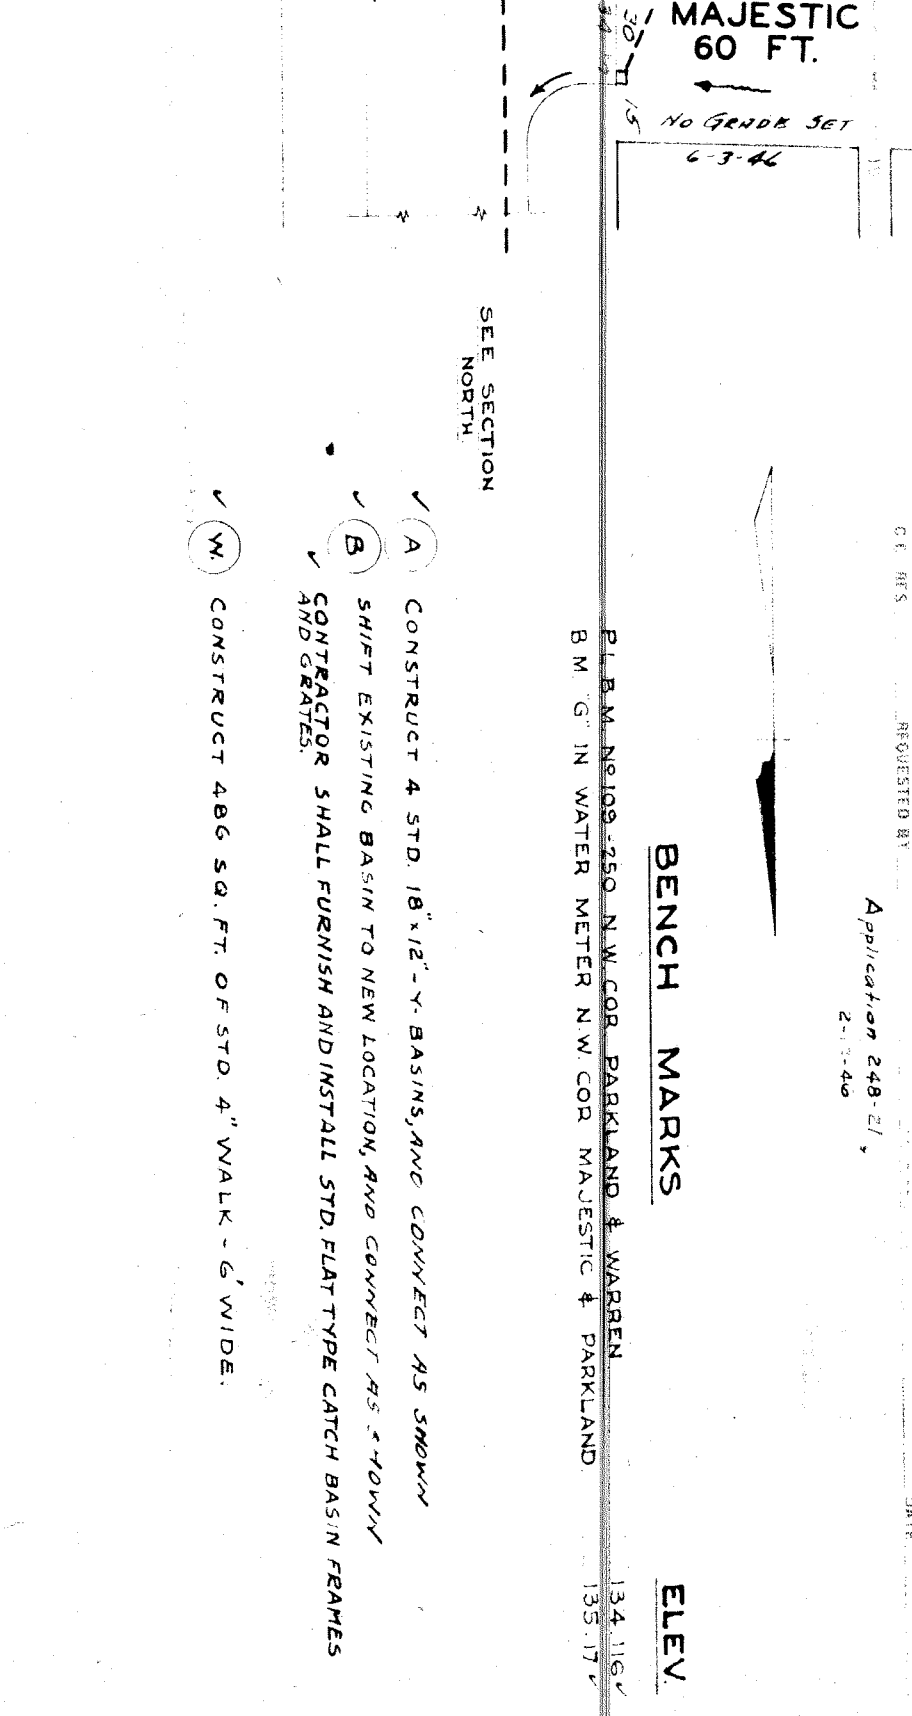 MAJESTIC
60 FT.
NO GRADE SET
6-3-46
30
15
C.E. RES.
REQUESTED BY
DATE
Application 248-21,
BENCH MARKS
ELEV.
P.L.B.M. Nº 109-250 N.W. COR PARKLAND & WARREN 134.116 ✓
B.M. "G" IN WATER METER N.W. COR MAJESTIC & PARKLAND. 135.17 ✓
SEE SECTION
NORTH
✓ A CONSTRUCT 4 STD. 18"x12"-Y-BASINS, AND CONNECT AS SHOWN
✓ B SHIFT EXISTING BASIN TO NEW LOCATION, AND CONNECT AS SHOWN
✓ CONTRACTOR SHALL FURNISH AND INSTALL STD. FLAT TYPE CATCH BASIN FRAMES
AND GRATES.
✓ W. CONSTRUCT 486 SQ. FT. OF STD. 4" WALK - 6' WIDE.